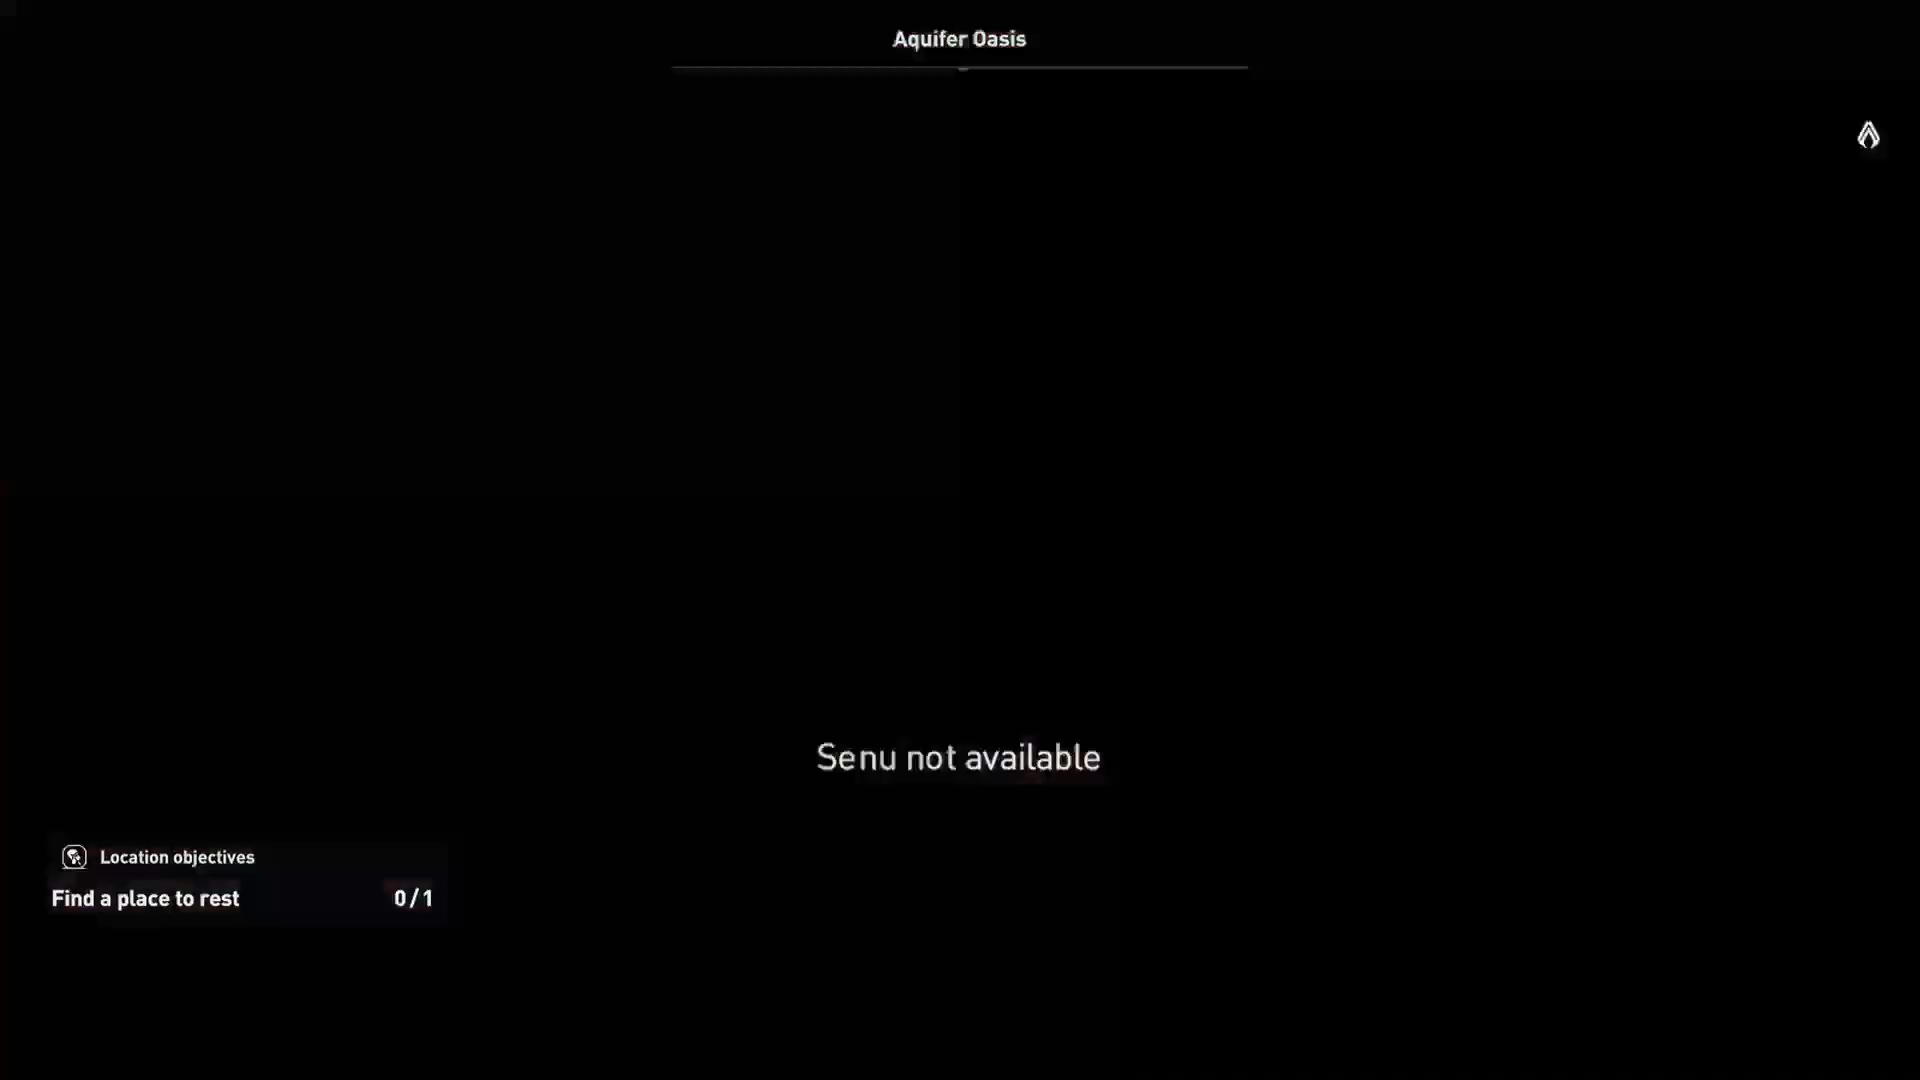 Aquifer Oasis
Senu not available
Location objectives
Find a place to rest 0/1